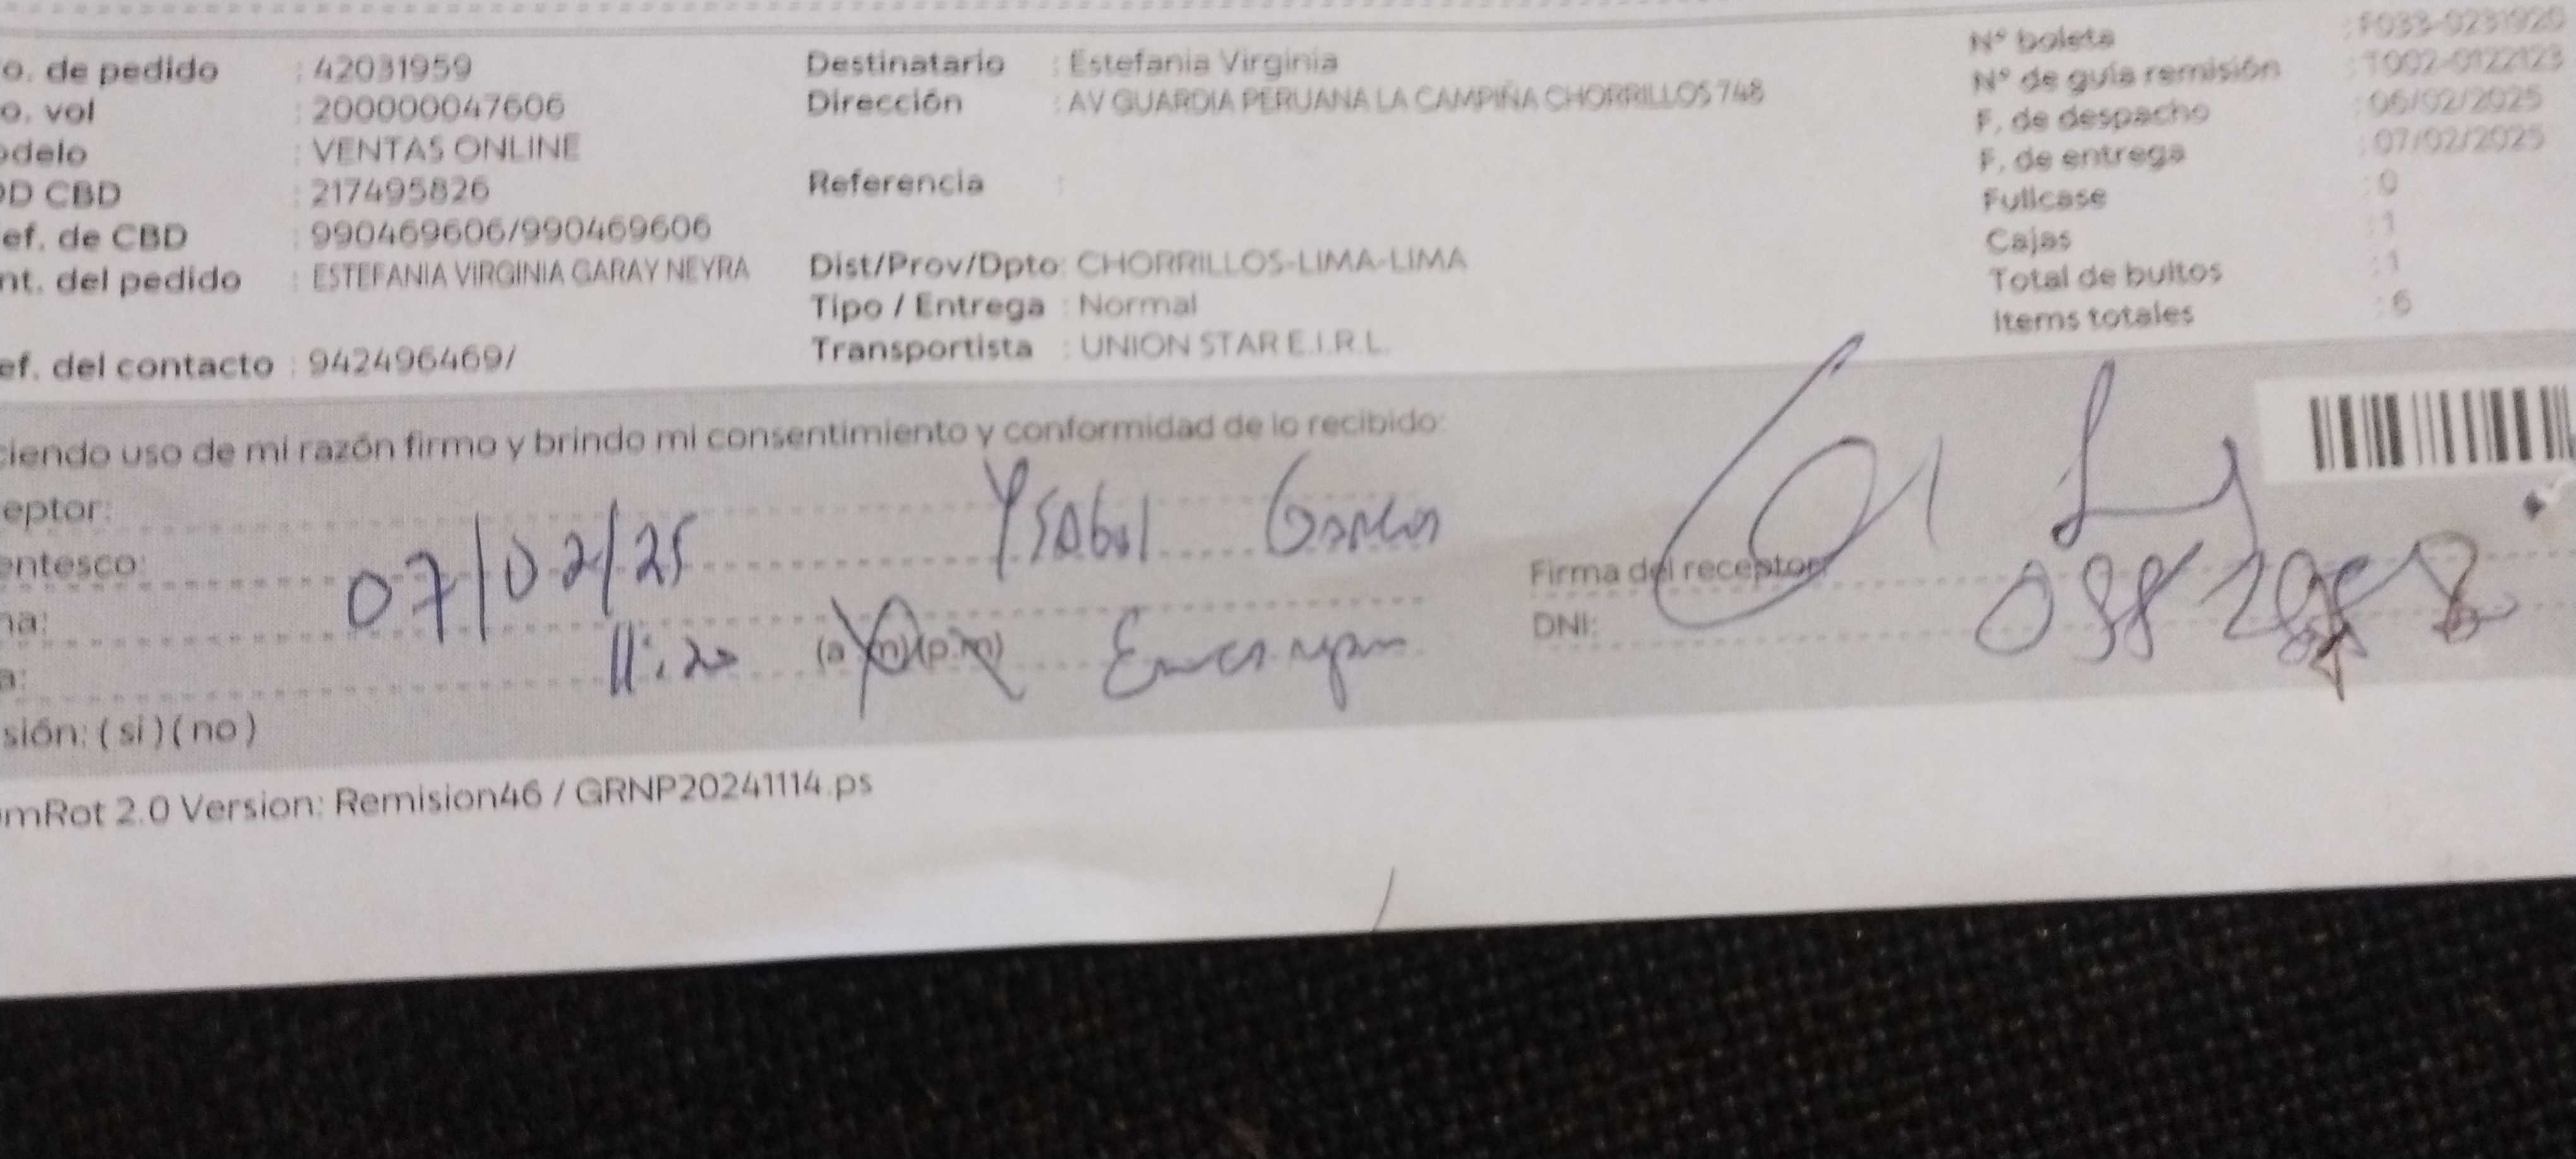 o. de pedido : 42031959
o. vol : 200000047606
odelo : VENTAS ONLINE
OD CBD : 217495826
ef. de CBD : 990469606/990469606
nt. del pedido : ESTEFANIA VIRGINIA GARAY NEYRA
ef. del contacto : 942496469/
Destinatario : Estefania Virginia
Dirección : AV GUARDIA PERUANA LA CAMPIÑA CHORRILLOS 748
Referencia :
Dist/Prov/Dpto: CHORRILLOS-LIMA-LIMA
Tipo / Entrega : Normal
Transportista : UNION STAR E.I.R.L.
N° boleta : F033-0231920
N° de guía remisión : T002-0122123
F. de despacho : 06/02/2025
F. de entrega : 07/02/2025
Fullcase : 0
Cajas : 1
Total de bultos : 1
Items totales : 6
ciendo uso de mi razón firmo y brindo mi consentimiento y conformidad de lo recibido:
eptor: Ysabel
entesco:
07/02/25
na:
a: 11:20 (a.m) (p.m)
sión: ( si ) ( no )
Firma del receptor:
DNI:
mRot 2.0 Version: Remision46 / GRNP20241114.ps